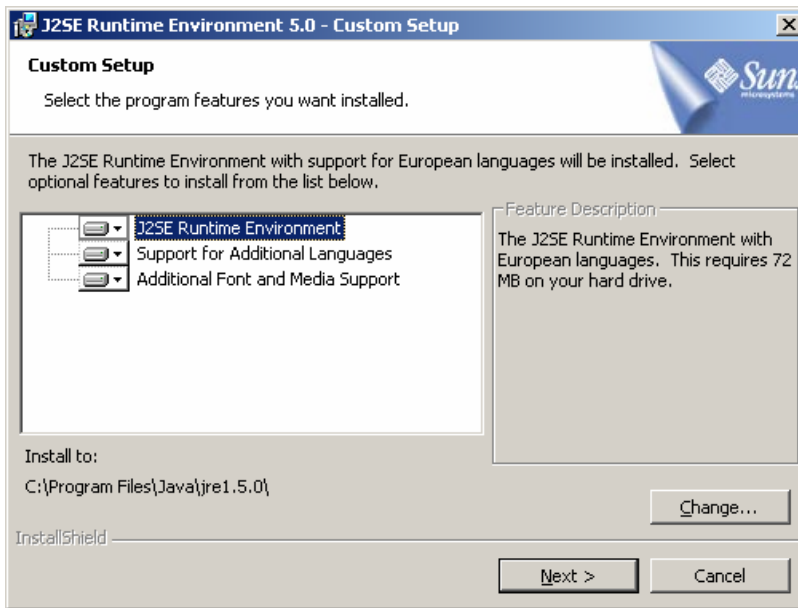 J2SE Runtime Environment 5.0 - Custom Setup
Custom Setup
Select the program features you want installed.
Sun
microsystems
The J2SE Runtime Environment with support for European languages will be installed. Select
optional features to install from the list below.
J2SE Runtime Environment
Support for Additional Languages
Additional Font and Media Support
Feature Description
The J2SE Runtime Environment with
European languages. This requires 72
MB on your hard drive.
Install to:
C:\Program Files\Java\jre1.5.0\
Change...
InstallShield
Next >
Cancel